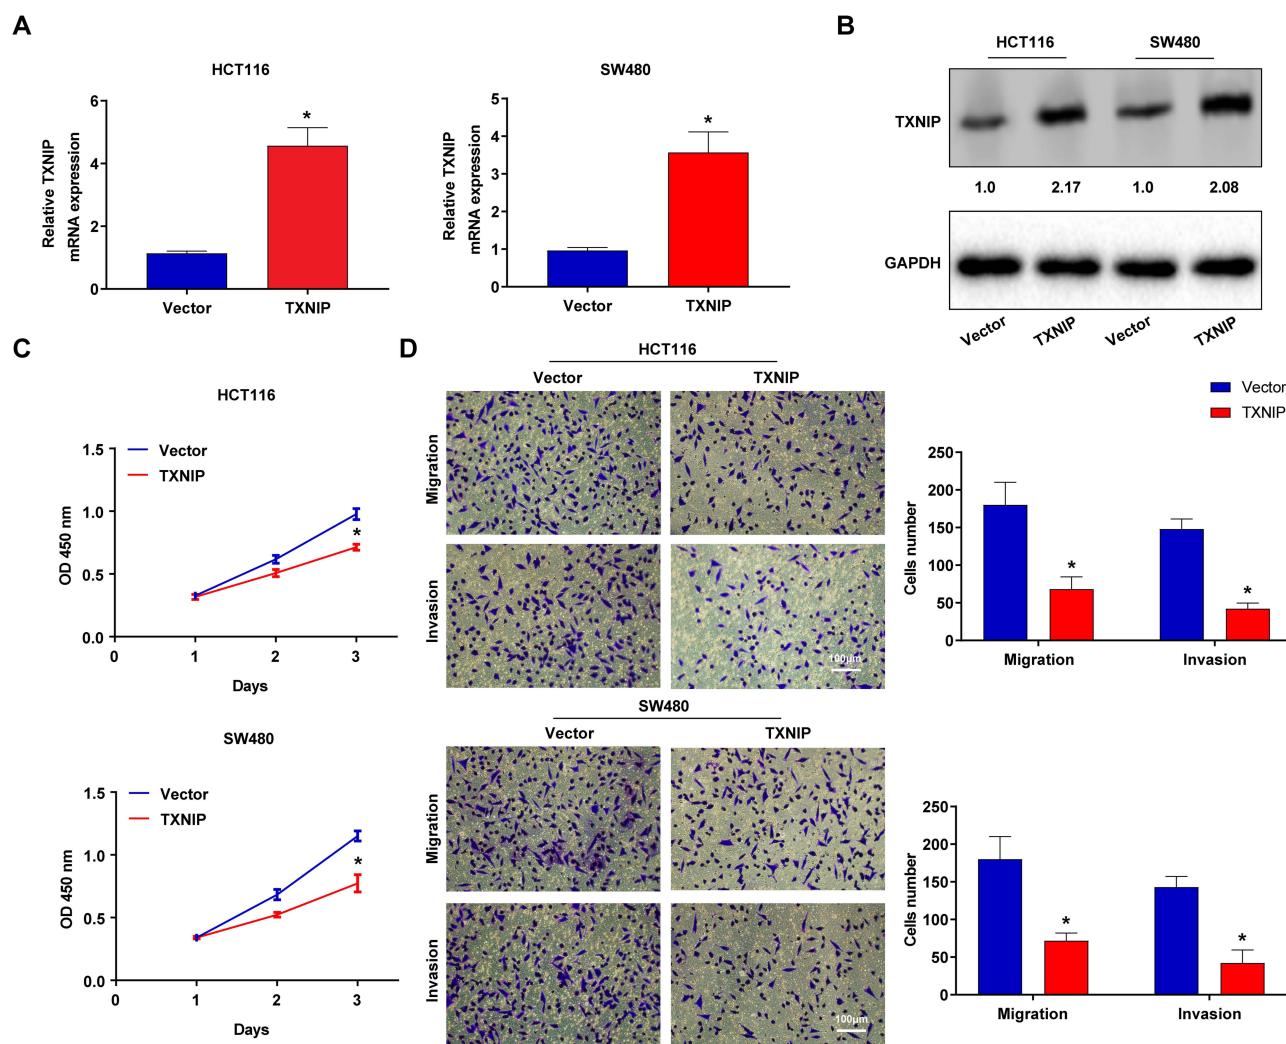 A
HCT116
Relative TXNIP
mRNA expression
6
4
2
0
*
Vector
TXNIP
SW480
Relative TXNIP
mRNA expression
5
4
3
2
1
0
*
Vector
TXNIP
B
HCT116
SW480
TXNIP
1.0
2.17
1.0
2.08
GAPDH
Vector
TXNIP
Vector
TXNIP
C
HCT116
OD 450 nm
1.5
1.0
0.5
0.0
Vector
TXNIP
*
0
1
2
3
Days
SW480
OD 450 nm
1.5
1.0
0.5
0.0
Vector
TXNIP
*
0
1
2
3
Days
D
HCT116
Vector
TXNIP
Migration
Invasion
100μm
Vector
TXNIP
Cells number
250
200
150
100
50
0
*
*
Migration
Invasion
SW480
Vector
TXNIP
Migration
Invasion
100μm
Cells number
250
200
150
100
50
0
*
*
Migration
Invasion